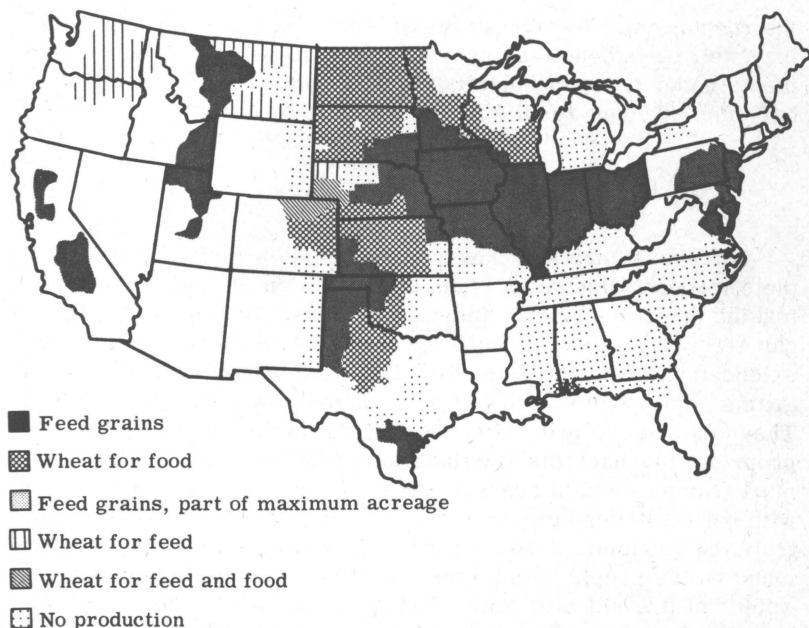 Feed grains
Wheat for food
Feed grains, part of maximum acreage
Wheat for feed
Wheat for feed and food
No production